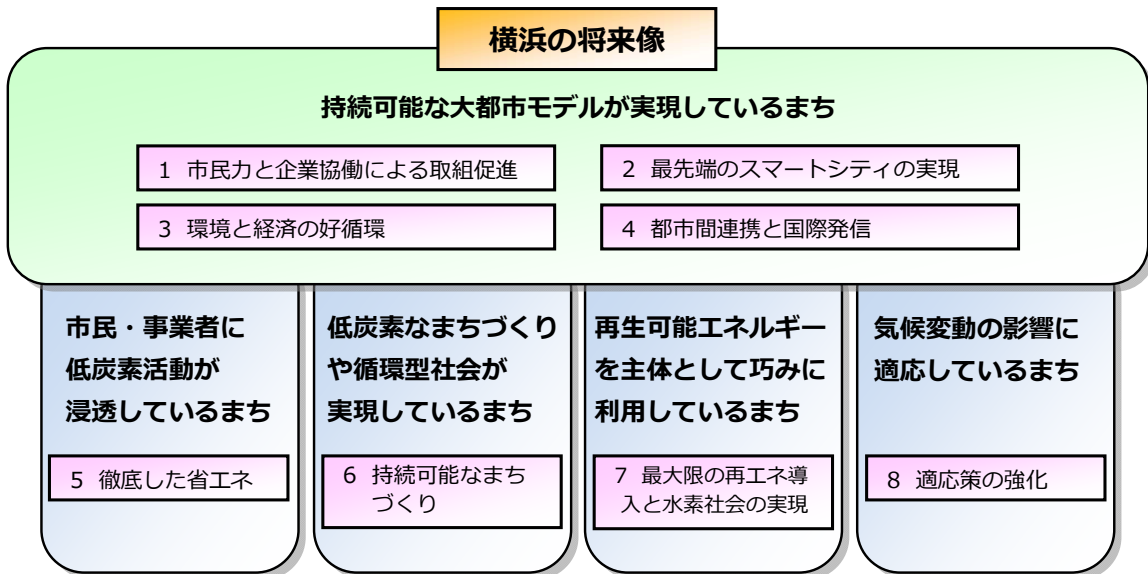 横浜の将来像
持続可能な大都市モデルが実現しているまち
1 市民力と企業協働による取組促進
2 最先端のスマートシティの実現
3 環境と経済の好循環
4 都市間連携と国際発信
市民・事業者に
低炭素活動が
浸透しているまち
5 徹底した省エネ
低炭素なまちづくり
や循環型社会が
実現しているまち
6 持続可能なまち
づくり
再生可能エネルギー
を主体として巧みに
利用しているまち
7 最大限の再エネ導
入と水素社会の実現
気候変動の影響に
適応しているまち
8 適応策の強化